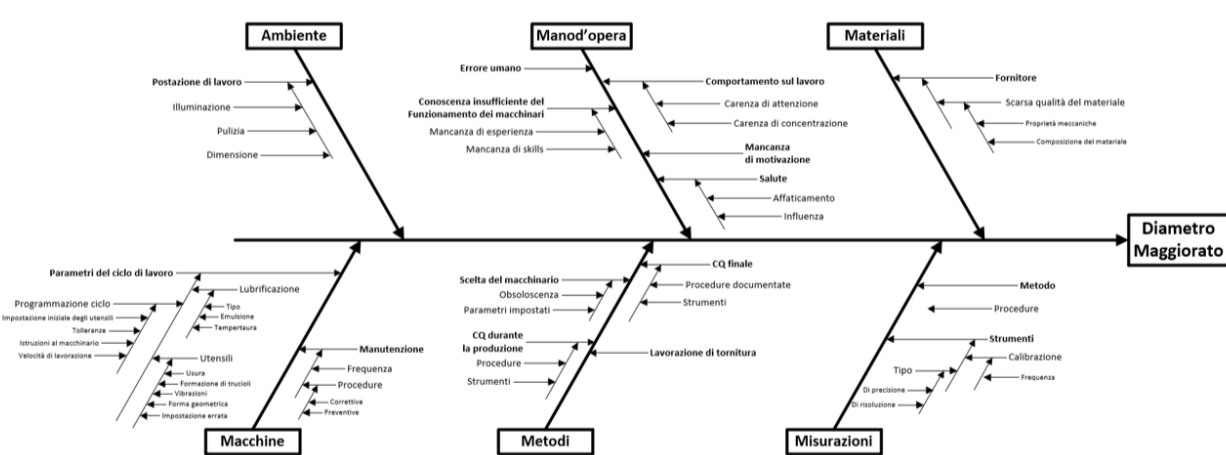 Ambiente
Manod'opera
Materiali
Postazione di lavoro
Illuminazione
Pulizia
Dimensione
Errore umano
Conoscenza insufficiente del
Funzionamento dei macchinari
Mancanza di esperienza
Mancanza di skills
Comportamento sul lavoro
Carenza di attenzione
Carenza di concentrazione
Mancanza
di motivazione
Salute
Affaticamento
Influenza
Fornitore
Scarsa qualità del materiale
Proprietà meccaniche
Composizione del materiale
Diametro
Maggiorato
Parametri del ciclo di lavoro
Lubrificazione
Tipo
Emulsione
Tempertaura
Programmazione ciclo
Impostazione iniziale degli utensili
Tolleranze
Istruzioni al macchinario
Velocità di lavorazione
Utensili
Usura
Formazione di trucioli
Vibrazioni
Forma geometrica
Impostazione errata
Manutenzione
Frequenza
Procedure
Correttive
Preventive
Scelta del macchinario
Obsoloscenza
Parametri impostati
CQ durante
la produzione
Procedure
Strumenti
CQ finale
Procedure documentate
Strumenti
Lavorazione di tornitura
Metodo
Procedure
Strumenti
Calibrazione
Frequenza
Tipo
Di precisione
Di risoluzione
Macchine
Metodi
Misurazioni